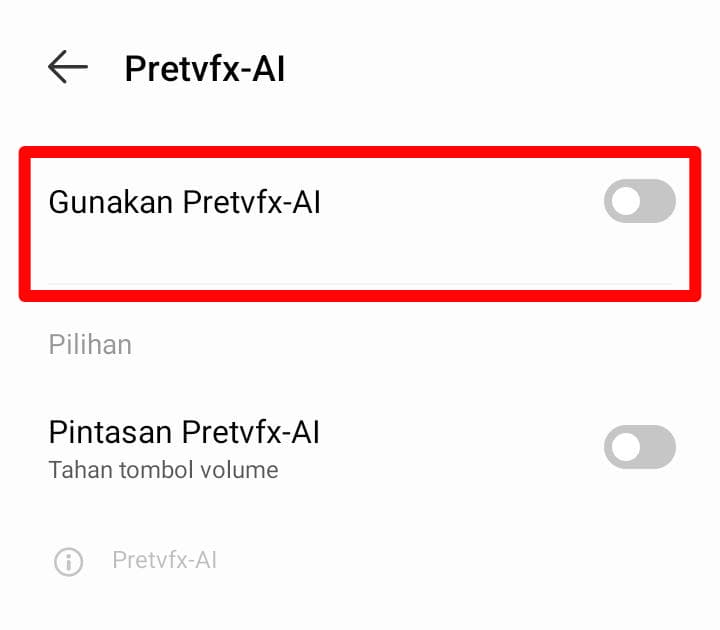 Pretvfx-AI
Gunakan Pretvfx-AI
Pilihan
Pintasan Pretvfx-AI
Tahan tombol volume
Pretvfx-AI